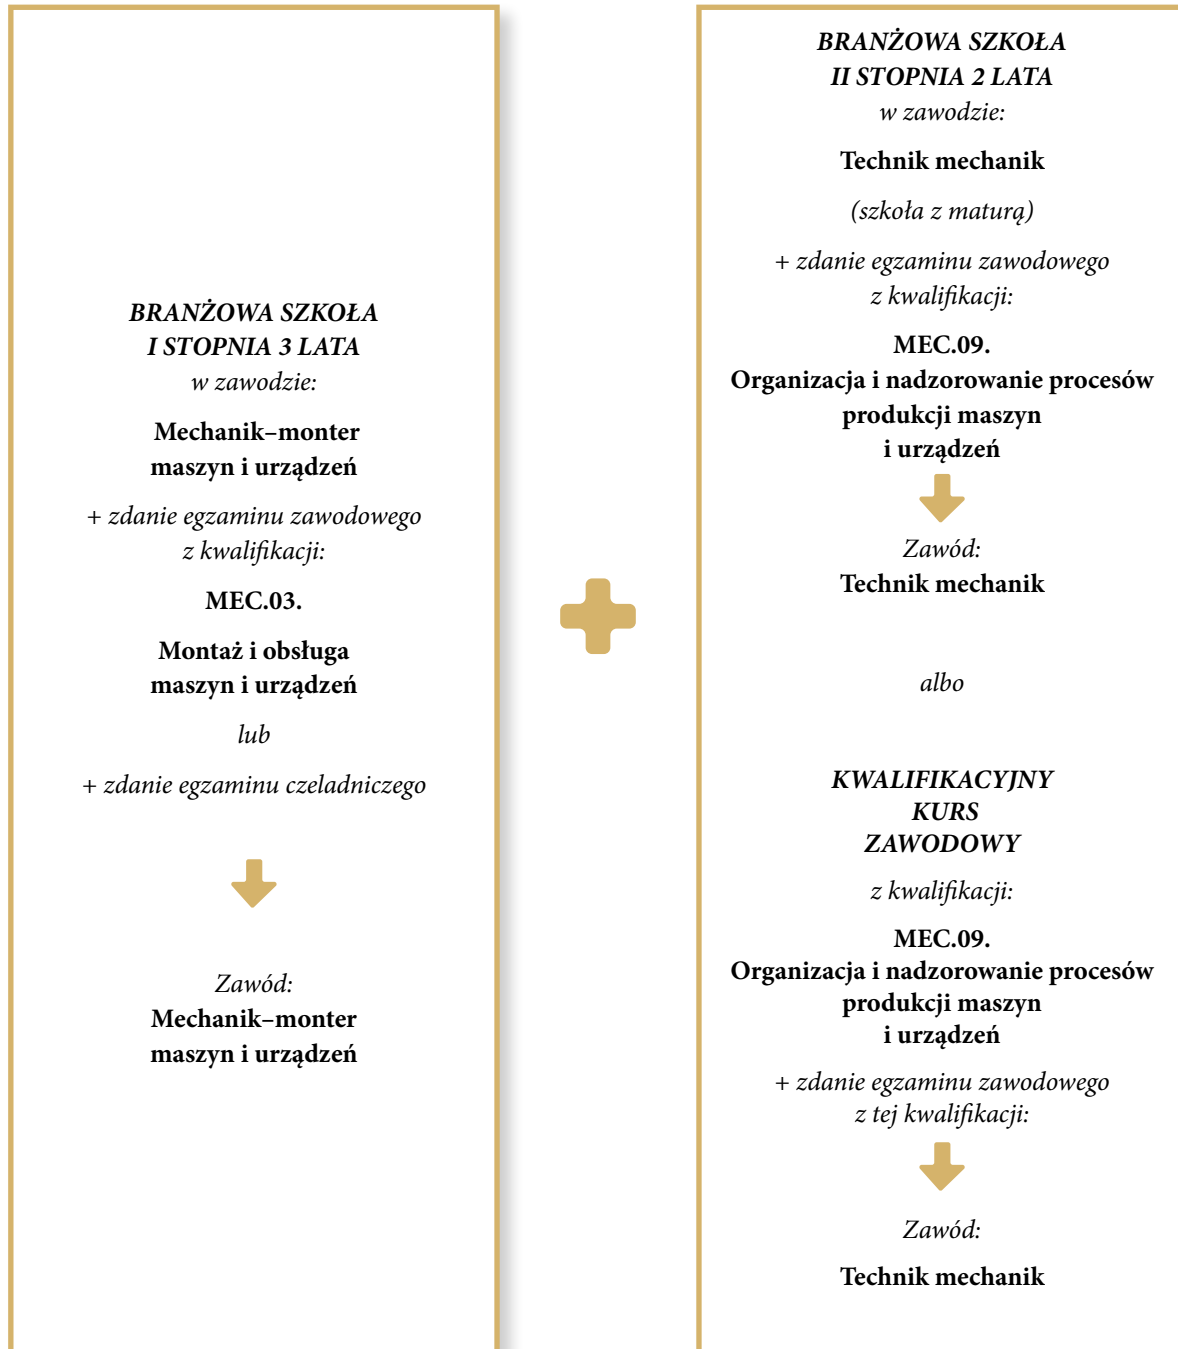 BRANŻOWA SZKOŁA
I STOPNIA 3 LATA
w zawodzie:
Mechanik–monter
maszyn i urządzeń
+ zdanie egzaminu zawodowego
z kwalifikacji:
MEC.03.
Montaż i obsługa
maszyn i urządzeń
lub
+ zdanie egzaminu czeladniczego
Zawód:
Mechanik–monter
maszyn i urządzeń
BRANŻOWA SZKOŁA
II STOPNIA 2 LATA
w zawodzie:
Technik mechanik
(szkoła z maturą)
+ zdanie egzaminu zawodowego
z kwalifikacji:
MEC.09.
Organizacja i nadzorowanie procesów
produkcji maszyn
i urządzeń
Zawód:
Technik mechanik
albo
KWALIFIKACYJNY
KURS
ZAWODOWY
z kwalifikacji:
MEC.09.
Organizacja i nadzorowanie procesów
produkcji maszyn
i urządzeń
+ zdanie egzaminu zawodowego
z tej kwalifikacji:
Zawód:
Technik mechanik